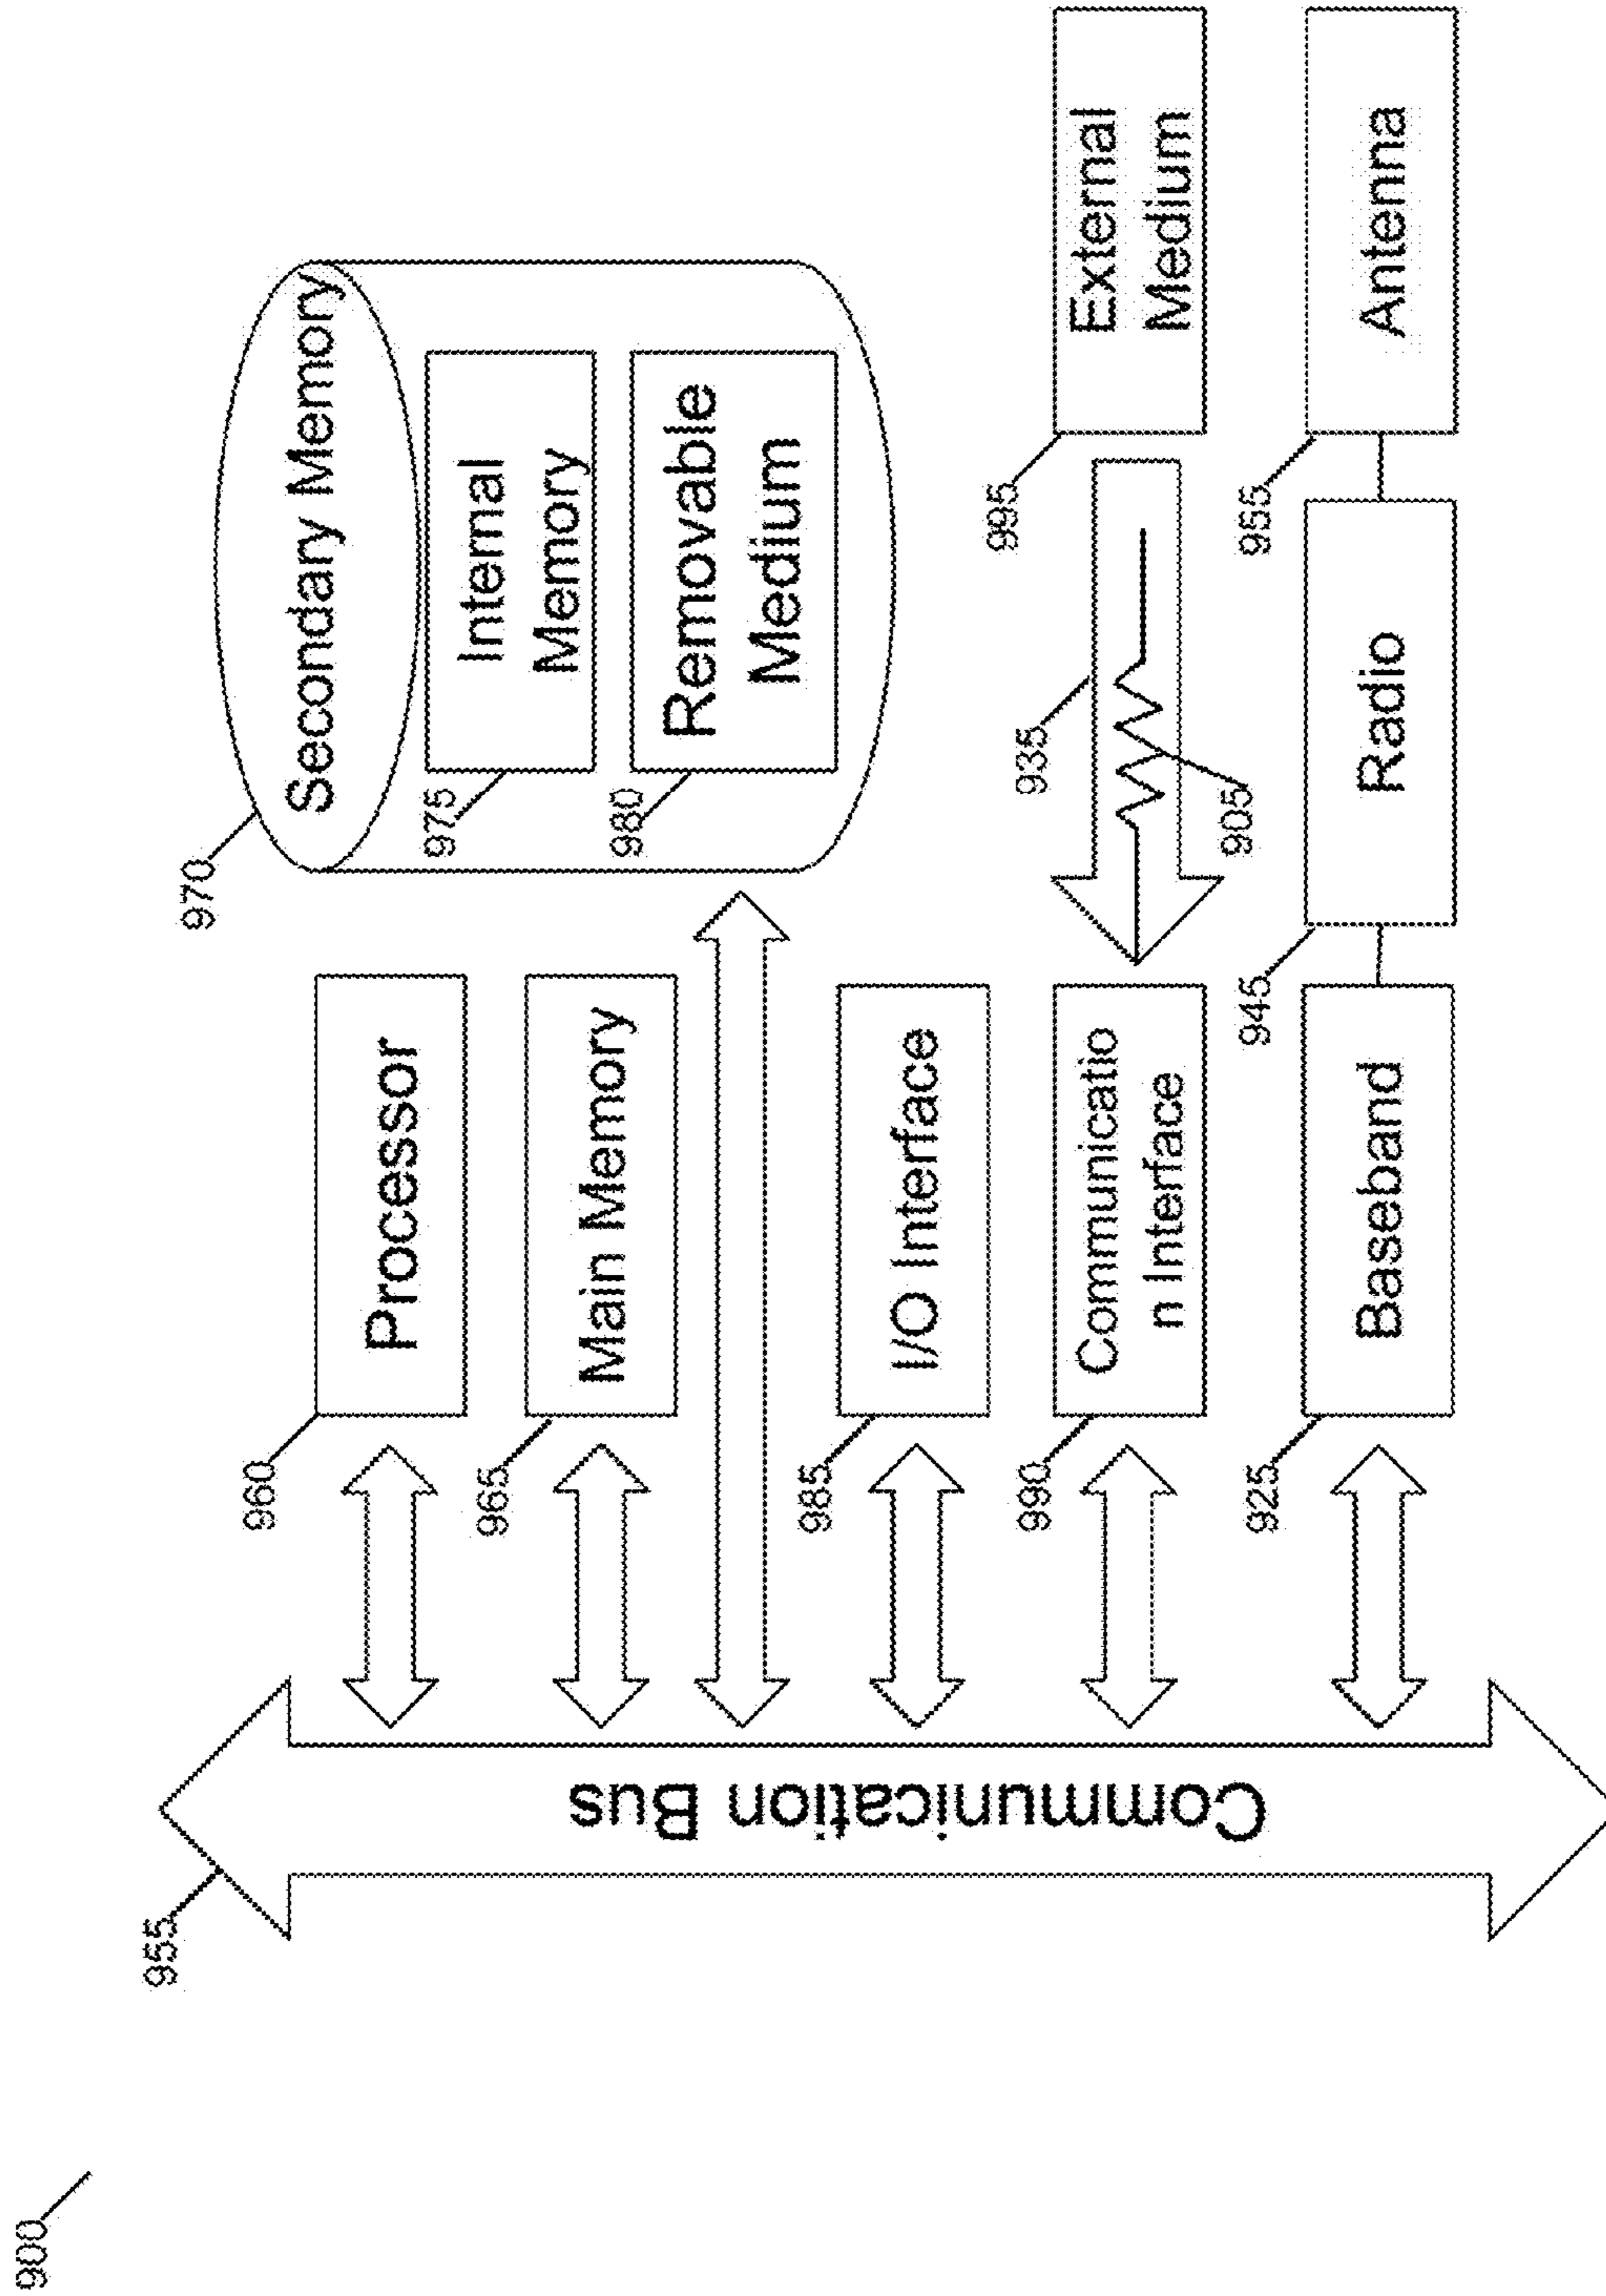 900
955
Communication Bus
960
Processor
965
Main Memory
970
Secondary Memory
975
Internal
Memory
980
Removable
Medium
985
I/O Interface
990
Communicatio
n Interface
935
905
995
External
Medium
925
Baseband
945
Radio
955
Antenna